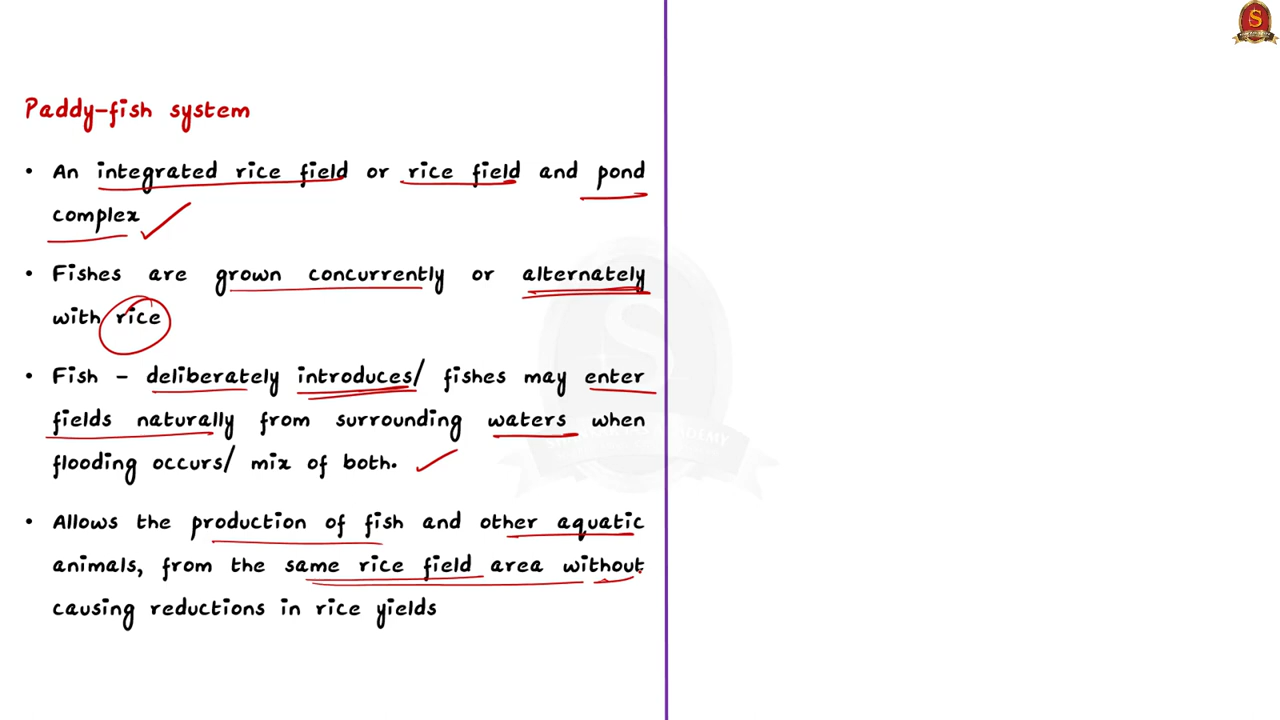 Paddy-fish system
• An integrated rice field or rice field and pond
complex
• Fishes are grown concurrently or alternately
with rice
• Fish - deliberately introduces/ fishes may enter
fields naturally from surrounding waters when
flooding occurs/ mix of both.
• Allows the production of fish and other aquatic
animals, from the same rice field area without
causing reductions in rice yields